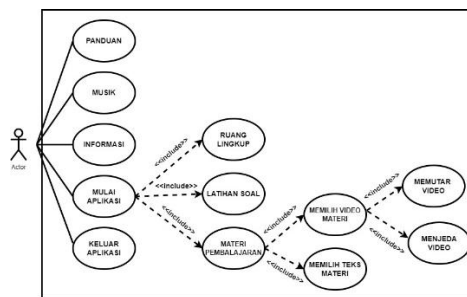 PANDUAN
MUSIK
INFORMASI
Actor
MULAI
APLIKASI
KELUAR
APLIKASI
<<include>>
RUANG
LINGKUP
<<include>>
LATIHAN SOAL
<<include>>
MATERI
PEMBALAJARAN
<<include>>
MEMILIH VIDEO
MATERI
<<include>>
MEMILIH TEKS
MATERI
<<include>>
MEMUTAR
VIDEO
<<include>>
MENJEDA
VIDEO